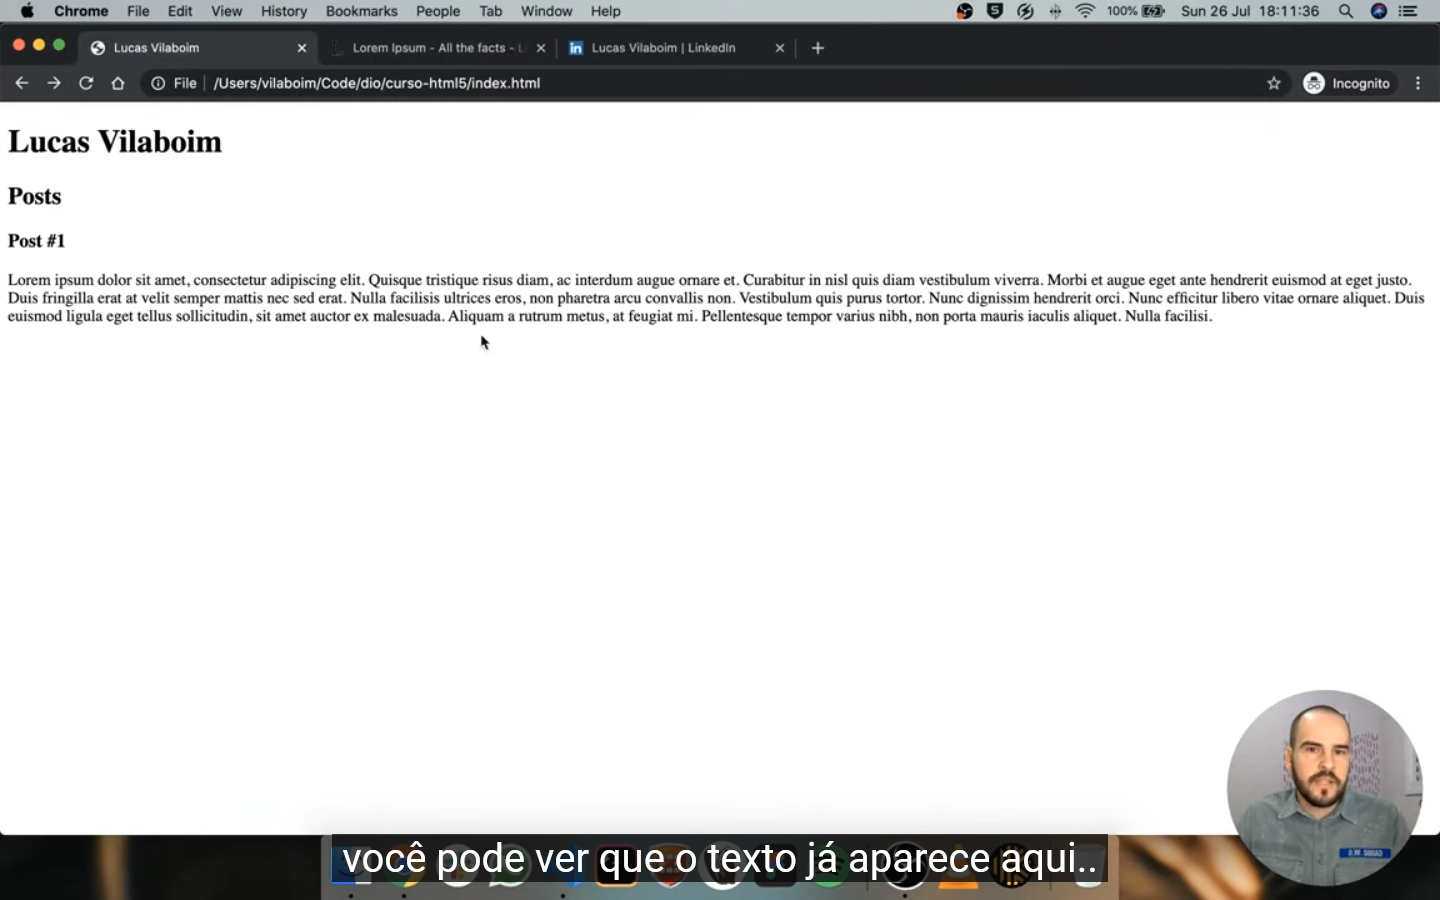 Chrome File Edit View History Bookmarks People Tab Window Help 100% Sun 26 Jul 18:11:36
Lucas Vilaboim Lorem Ipsum - All the facts - L Lucas Vilaboim | LinkedIn
File /Users/vilaboim/Code/dio/curso-html5/index.html Incognito
Lucas Vilaboim
Posts
Post #1
Lorem ipsum dolor sit amet, consectetur adipiscing elit. Quisque tristique risus diam, ac interdum augue ornare et. Curabitur in nisl quis diam vestibulum viverra. Morbi et augue eget ante hendrerit euismod at eget justo.
Duis fringilla erat at velit semper mattis nec sed erat. Nulla facilisis ultrices eros, non pharetra arcu convallis non. Vestibulum quis purus tortor. Nunc dignissim hendrerit orci. Nunc efficitur libero vitae ornare aliquet. Duis
euismod ligula eget tellus sollicitudin, sit amet auctor ex malesuada. Aliquam a rutrum metus, at feugiat mi. Pellentesque tempor varius nibh, non porta mauris iaculis aliquet. Nulla facilisi.
você pode ver que o texto já aparece aqui..